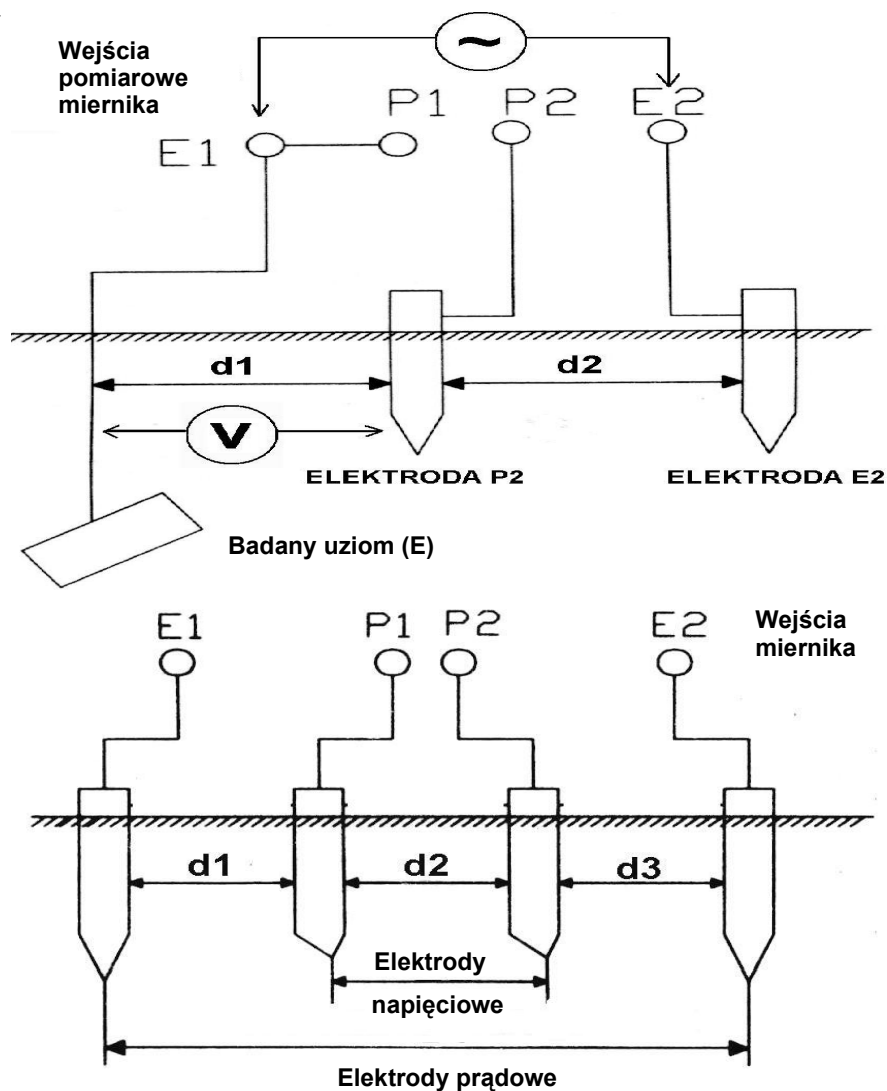 Wejścia
pomiarowe
miernika
~
E1
P1
P2
E2
d1
d2
V
ELEKTRODA P2
ELEKTRODA E2
Badany uziom (E)
E1
P1
P2
E2
Wejścia
miernika
d1
d2
d3
Elektrody
napięciowe
Elektrody prądowe